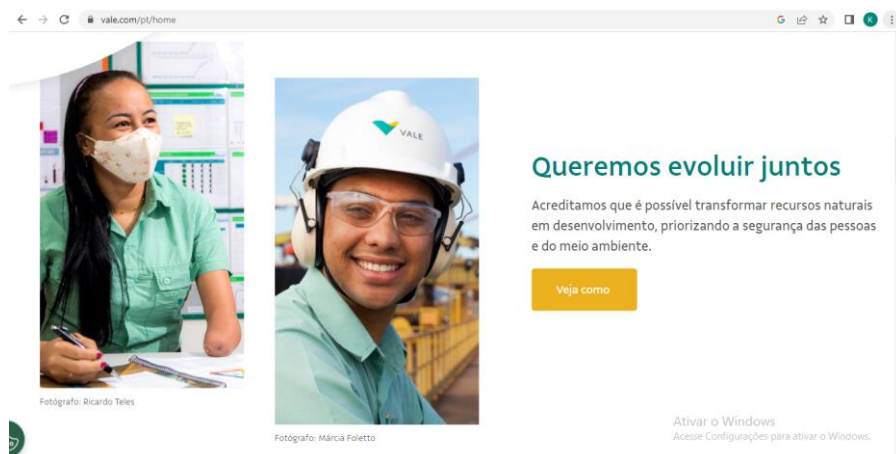 vale.com/pt/home
G
K
VALE
Queremos evoluir juntos
Acreditamos que é possível transformar recursos naturais
em desenvolvimento, priorizando a segurança das pessoas
e do meio ambiente.
Veja como
Fotógrafo: Ricardo Teles
Fotógrafo: Márcia Foletto
Ativar o Windows
Acesse Configurações para ativar o Windows.